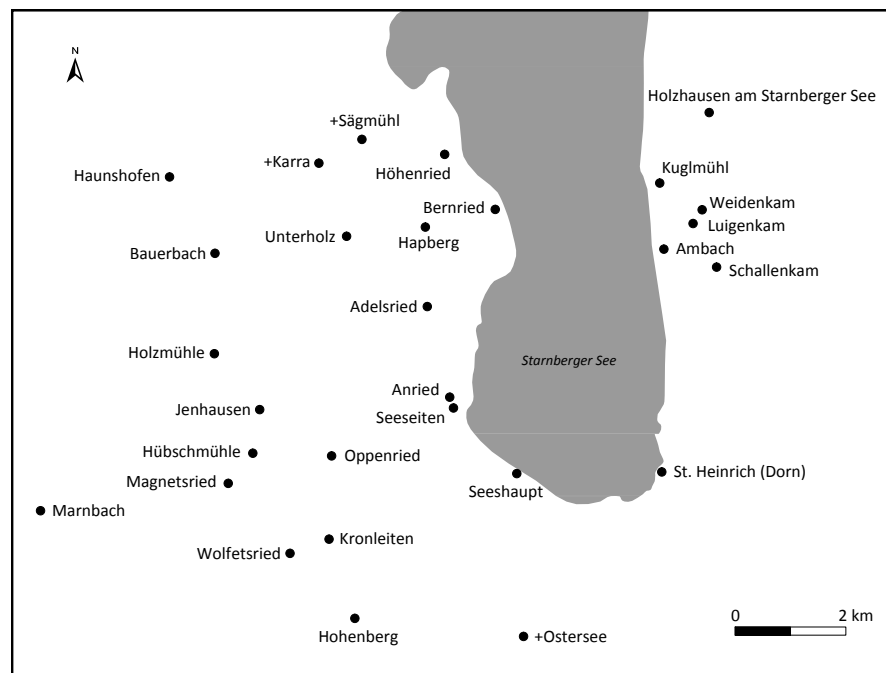 N
Holzhausen am Starnberger See
+Sägmühl
+Karra
Höhenried
Haunshofen
Kuglmühl
Bernried
Weidenkam
Luigenkam
Unterholz
Hapberg
Bauerbach
Ambach
Schallenkam
Adelsried
Holzmühle
Starnberger See
Anried
Jenhausen
Seeseiten
Hübschmühle
Oppenried
St. Heinrich (Dorn)
Magnetsried
Seeshaupt
Marnbach
Kronleiten
Wolfetsried
0 2 km
Hohenberg
+Ostersee